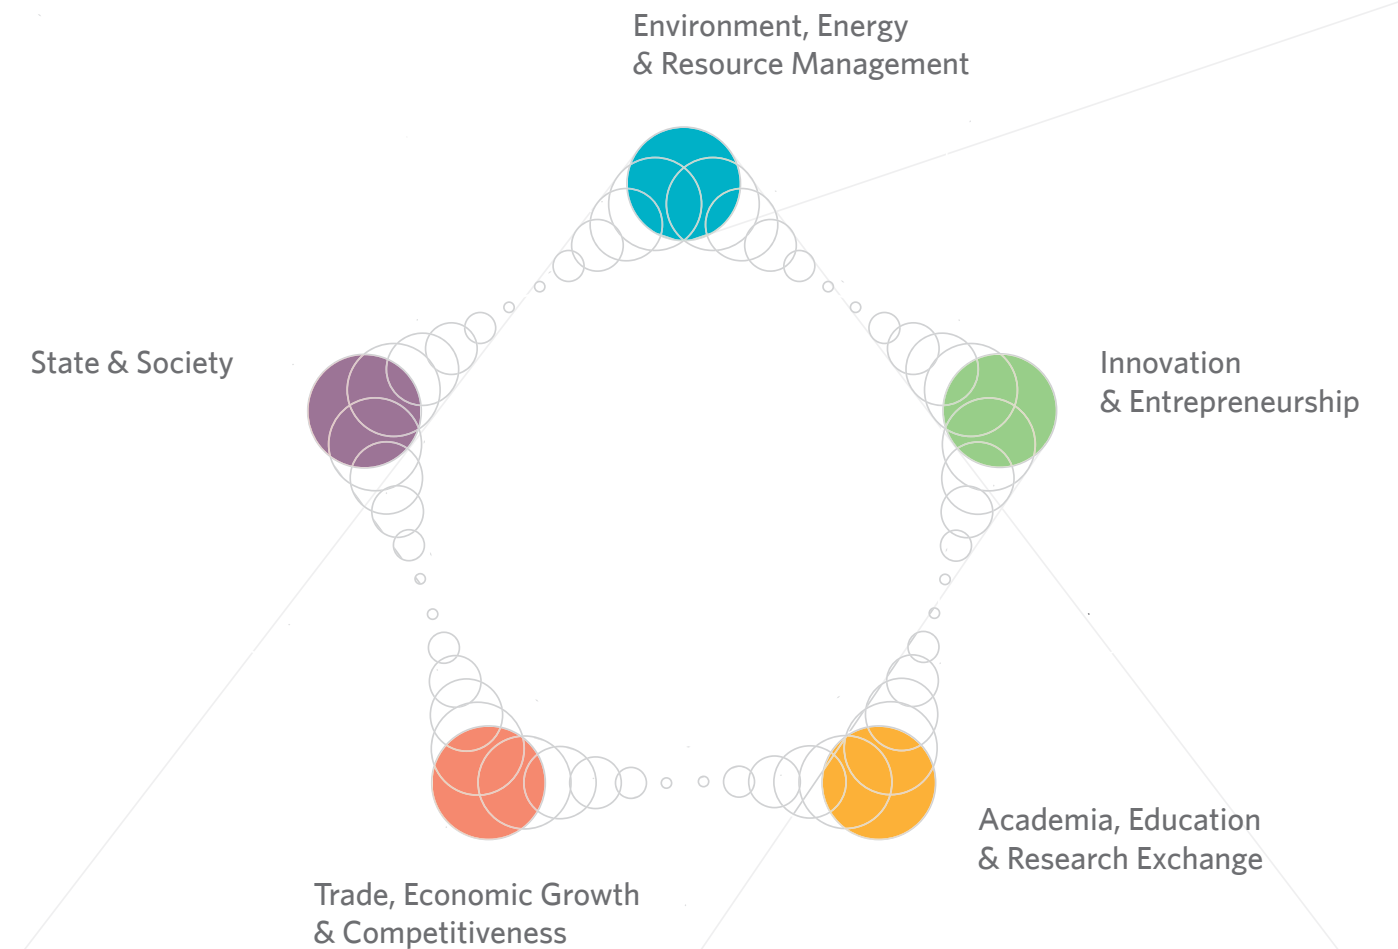 Environment, Energy
& Resource Management
State & Society
Innovation
& Entrepreneurship
Academia, Education
& Research Exchange
Trade, Economic Growth
& Competitiveness